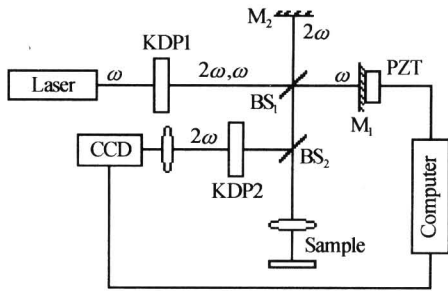 M₂
2ω
KDP1
PZT
Laser
ω
2ω,ω
ω
BS₁
M₁
CCD
2ω
BS₂
KDP2
Computer
Sample